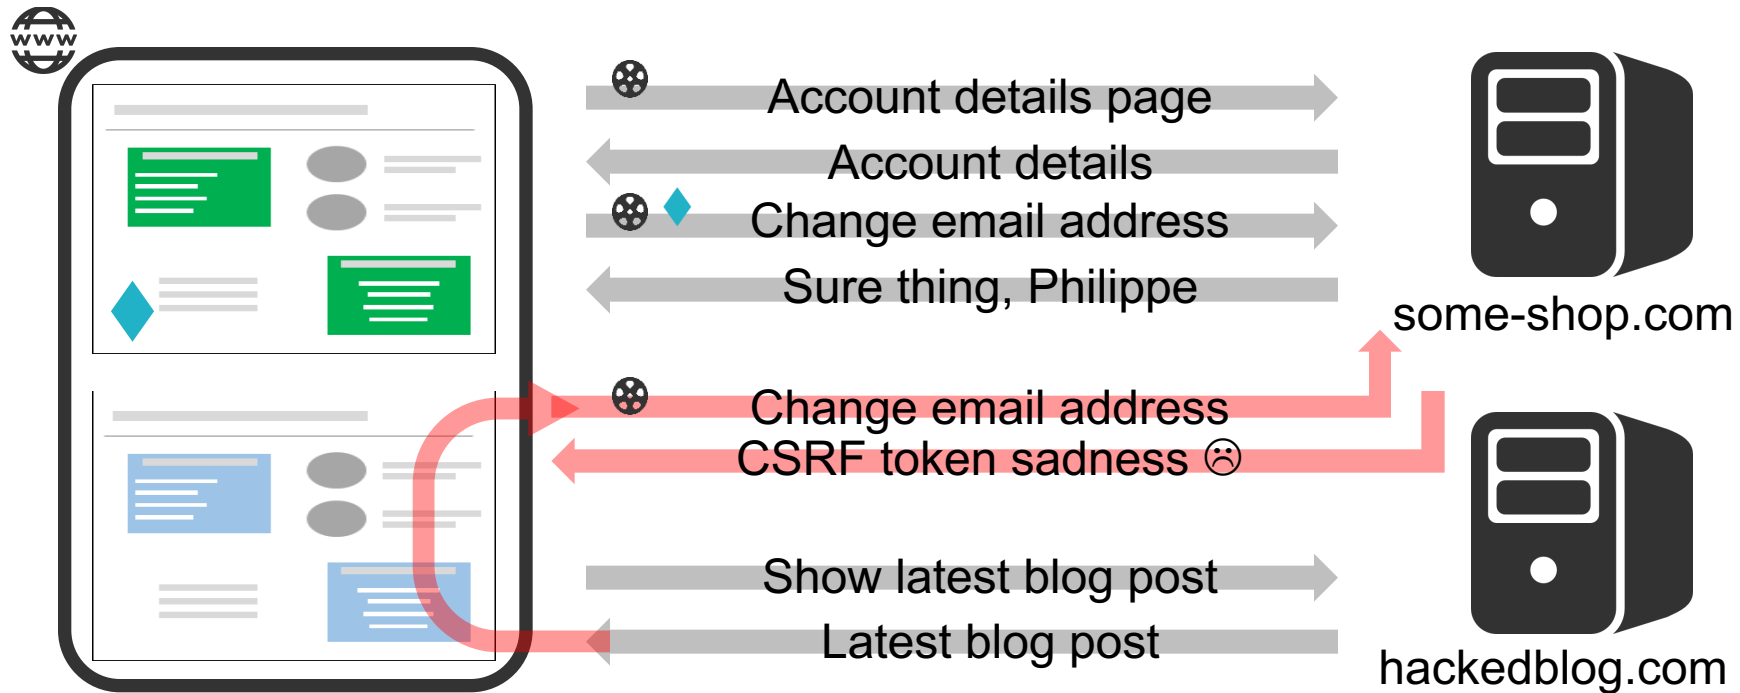 WWW
Account details page
Account details
Change email address
Sure thing, Philippe
some-shop.com
Change email address
CSRF token sadness ☹
Show latest blog post
Latest blog post
hackedblog.com